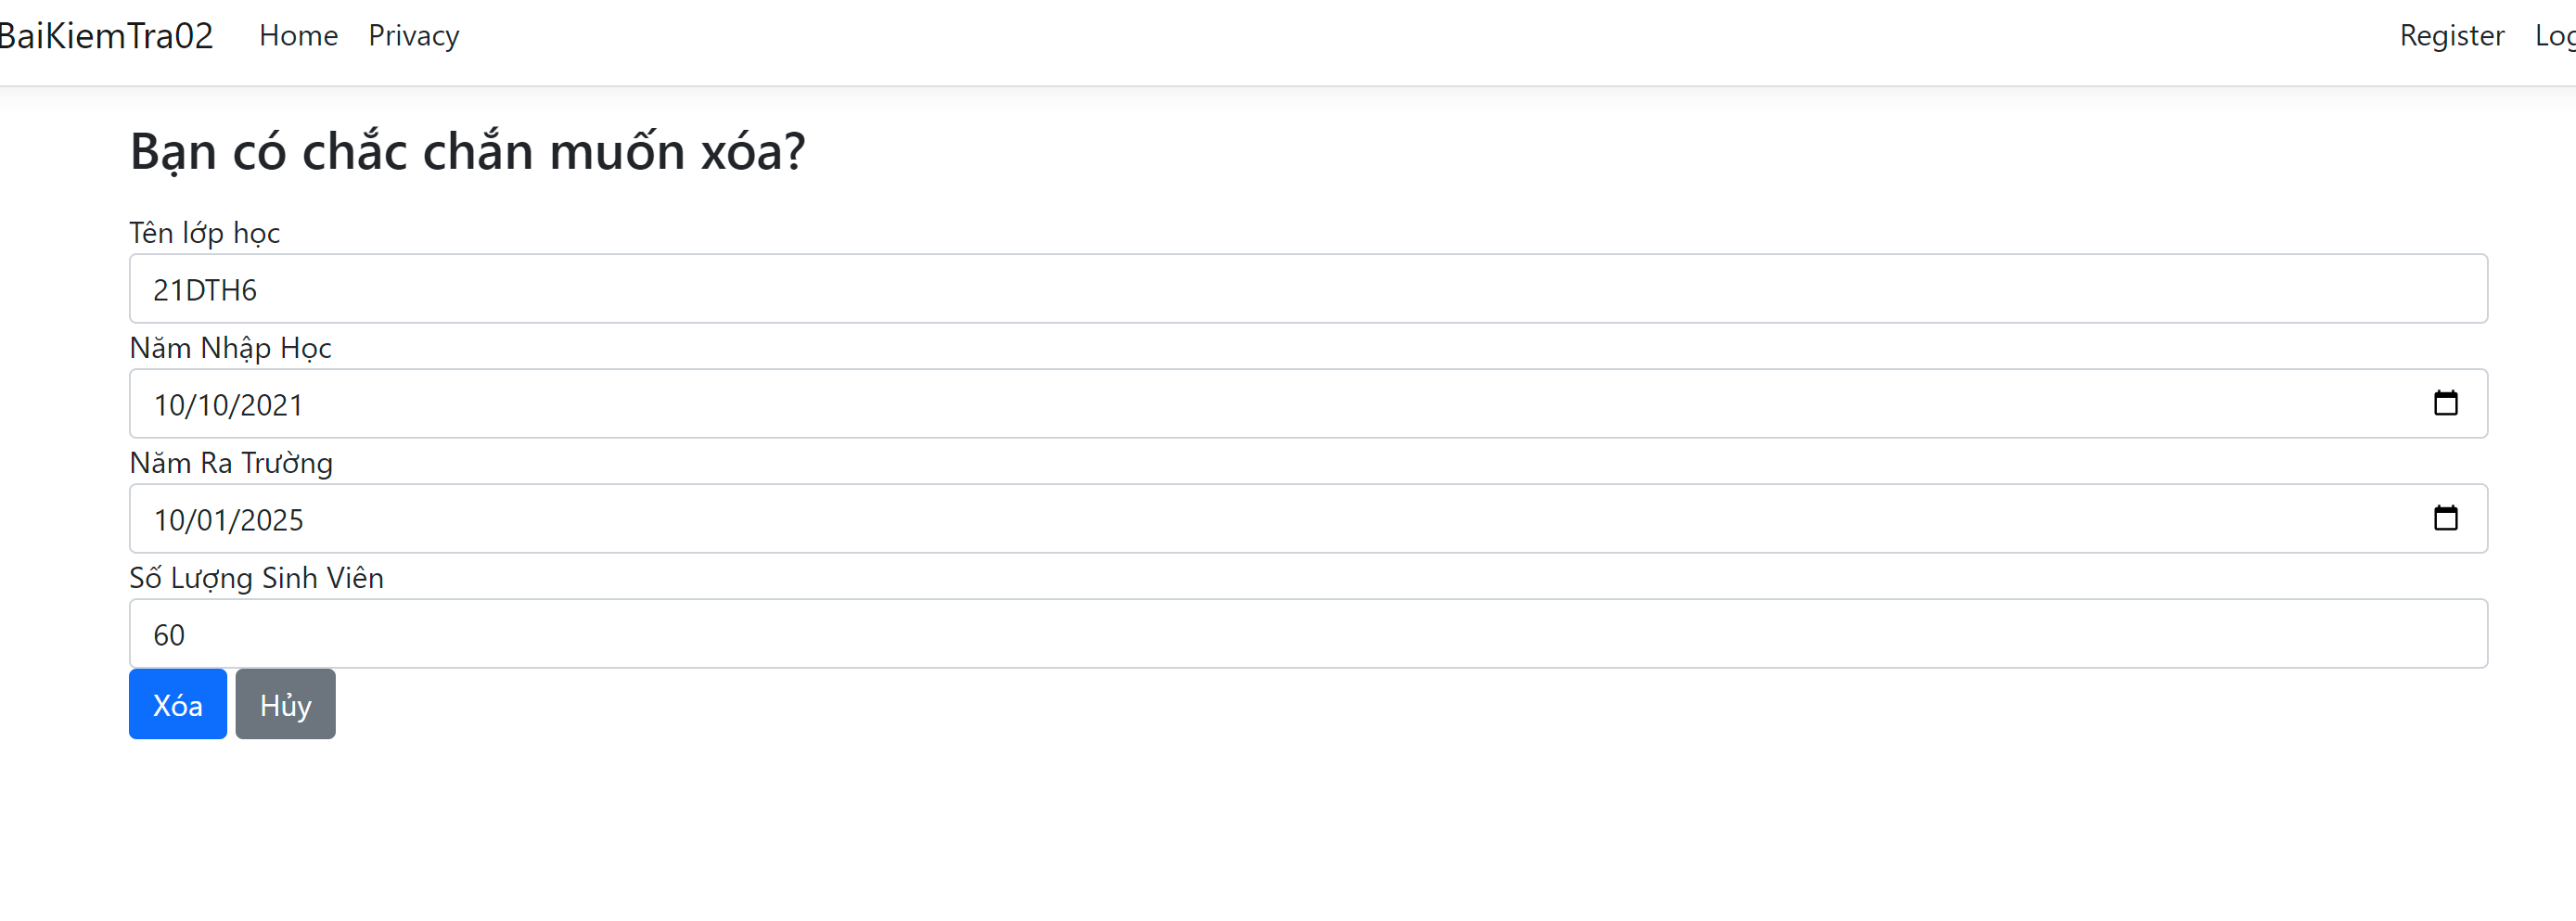 BaiKiemTra02 Home Privacy Register Log
Bạn có chắc chắn muốn xóa?
Tên lớp học
21DTH6
Năm Nhập Học
10/10/2021
Năm Ra Trường
10/01/2025
Số Lượng Sinh Viên
60
Xóa Hủy